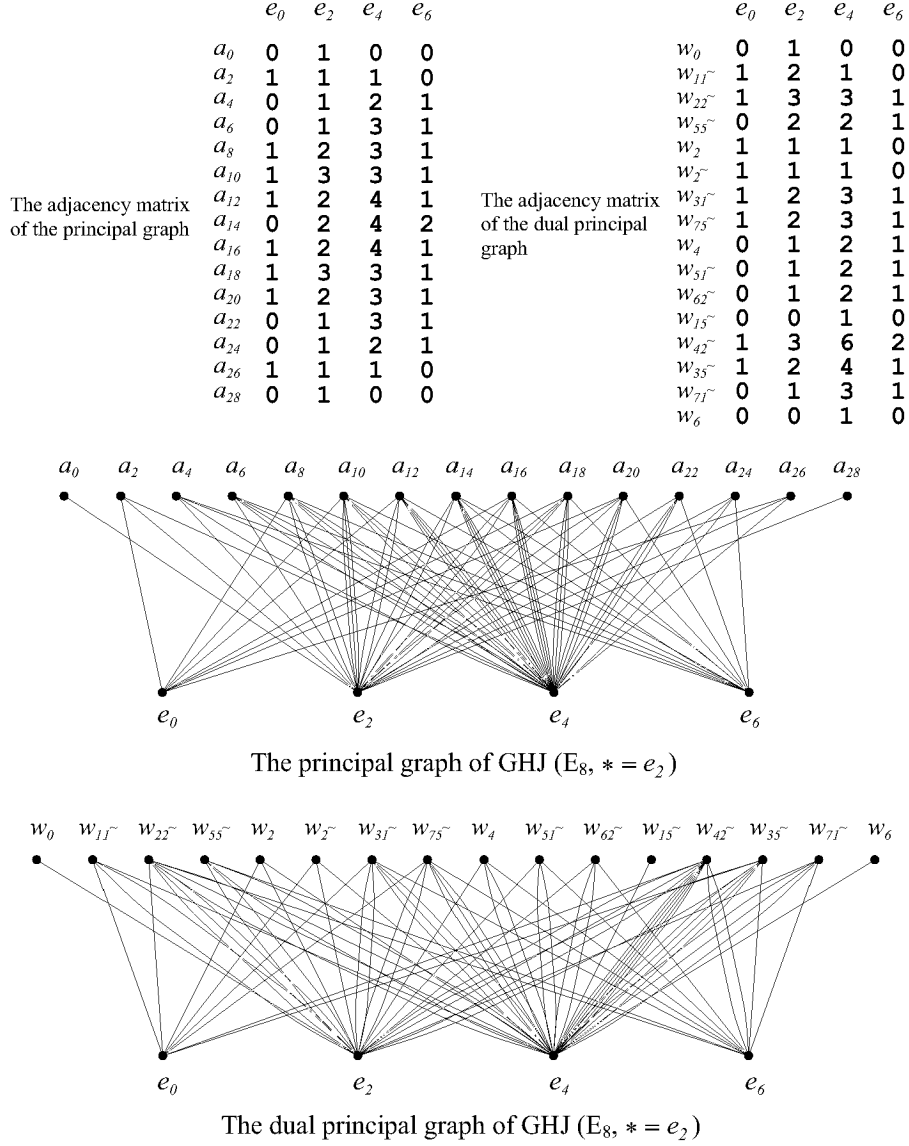 e0 e2 e4 e6
a0 0 1 0 0
a2 1 1 1 0
a4 0 1 2 1
a6 0 1 3 1
a8 1 2 3 1
a10 1 3 3 1
a12 1 2 4 1
a14 0 2 4 2
a16 1 2 4 1
a18 1 3 3 1
a20 1 2 3 1
a22 0 1 3 1
a24 0 1 2 1
a26 1 1 1 0
a28 0 1 0 0
The adjacency matrix
of the principal graph
e0 e2 e4 e6
w0 0 1 0 0
w11~ 1 2 1 0
w22~ 1 3 3 1
w55~ 0 2 2 1
w2 1 1 1 0
w2~ 1 1 1 0
w31~ 1 2 3 1
w75~ 1 2 3 1
w4 0 1 2 1
w51~ 0 1 2 1
w62~ 0 1 2 1
w15~ 0 0 1 0
w42~ 1 3 6 2
w35~ 1 2 4 1
w71~ 0 1 3 1
w6 0 0 1 0
The adjacency matrix
of the dual principal
graph
a0 a2 a4 a6 a8 a10 a12 a14 a16 a18 a20 a22 a24 a26 a28
e0 e2 e4 e6
The principal graph of GHJ (E8, * = e2 )
w0 w11~ w22~ w55~ w2 w2~ w31~ w75~ w4 w51~ w62~ w15~ w42~ w35~ w71~ w6
e0 e2 e4 e6
The dual principal graph of GHJ (E8, * = e2 )